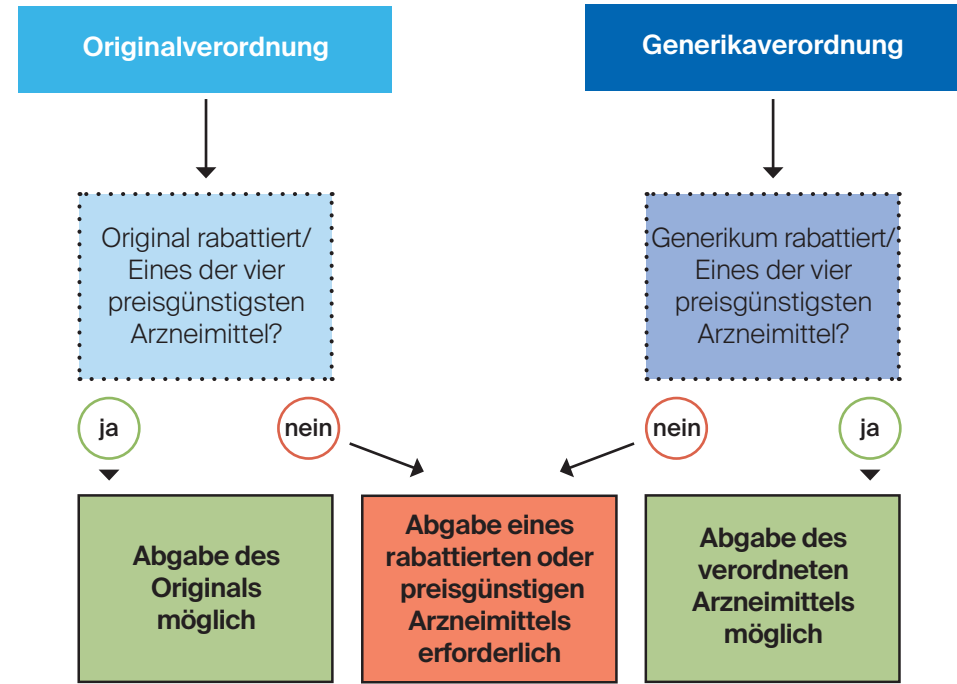 Originalverordnung
Generikaverordnung
Original rabattiert/
Eines der vier
preisgünstigsten
Arzneimittel?
Generikum rabattiert/
Eines der vier
preisgünstigsten
Arzneimittel?
ja
nein
nein
ja
Abgabe des
Originals
möglich
Abgabe eines
rabattierten oder
preisgünstigen
Arzneimittels
erforderlich
Abgabe des
verordneten
Arzneimittels
möglich